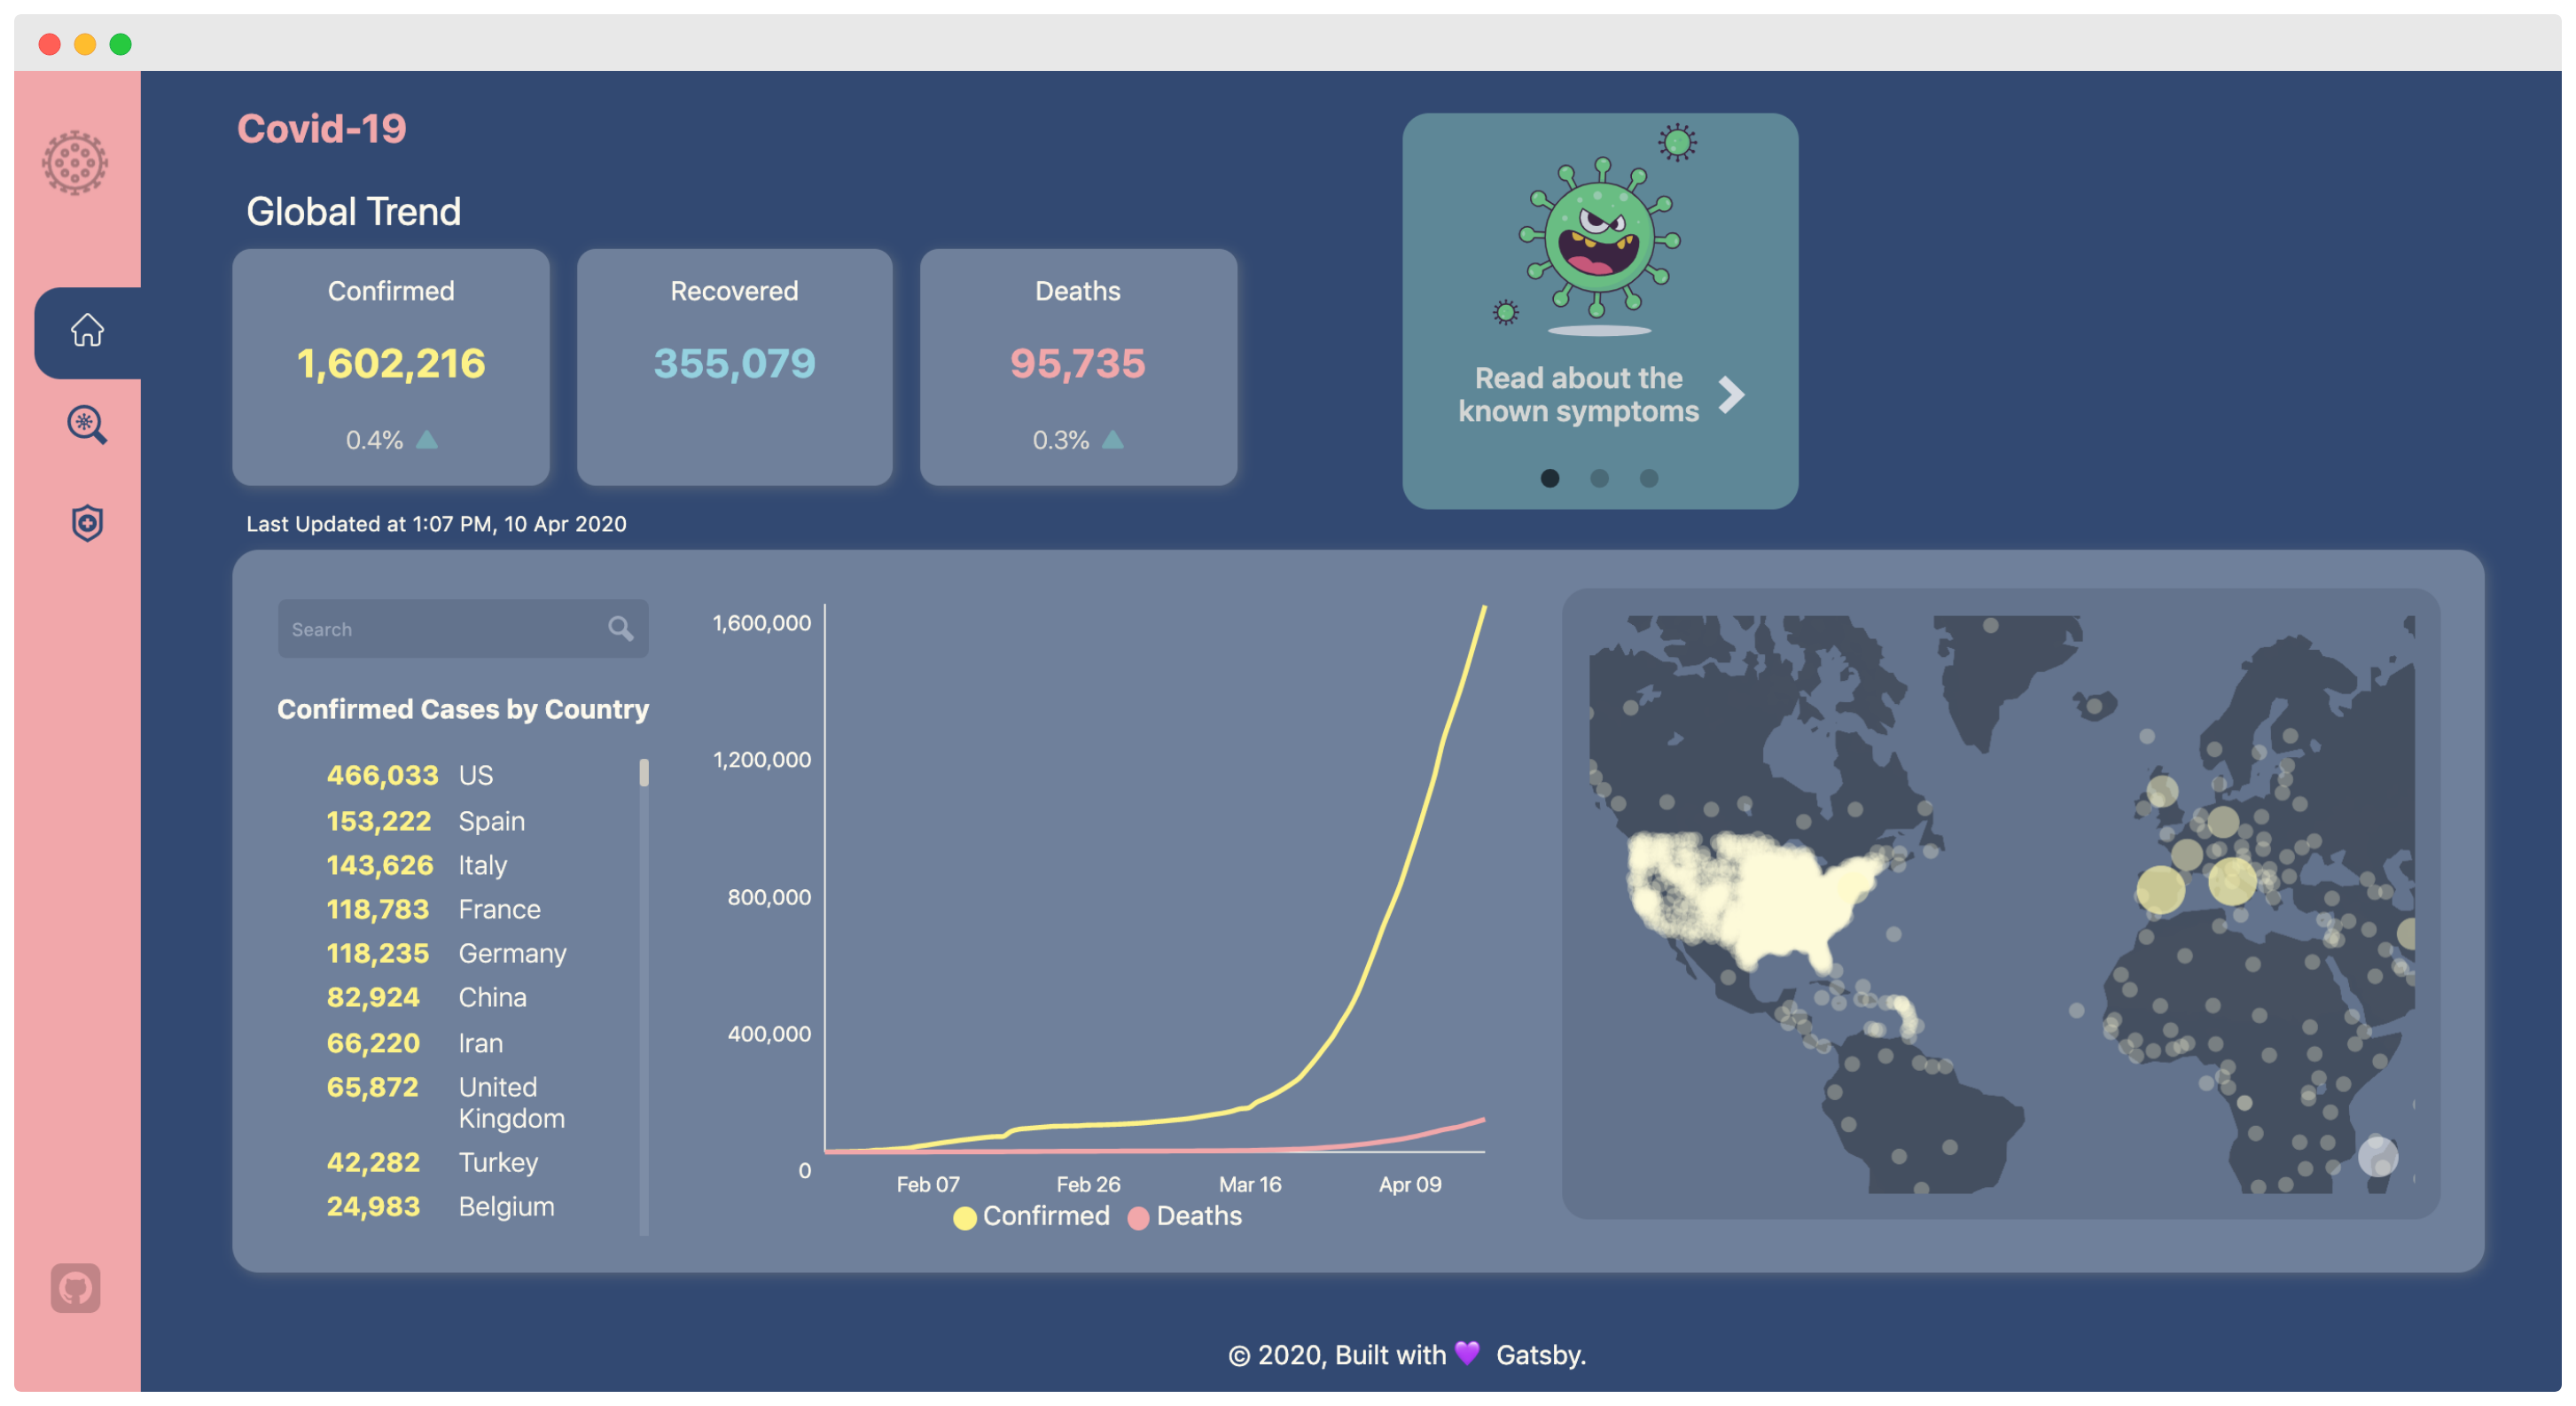 Covid-19
Global Trend
Confirmed
1,602,216
0.4%
Recovered
355,079
Deaths
95,735
0.3%
Read about the
known symptoms
Last Updated at 1:07 PM, 10 Apr 2020
Search
Confirmed Cases by Country
466,033 US
153,222 Spain
143,626 Italy
118,783 France
118,235 Germany
82,924 China
66,220 Iran
65,872 United
Kingdom
42,282 Turkey
24,983 Belgium
1,600,000
1,200,000
800,000
400,000
0
Feb 07 Feb 26 Mar 16 Apr 09
Confirmed Deaths
© 2020, Built with 💜 Gatsby.